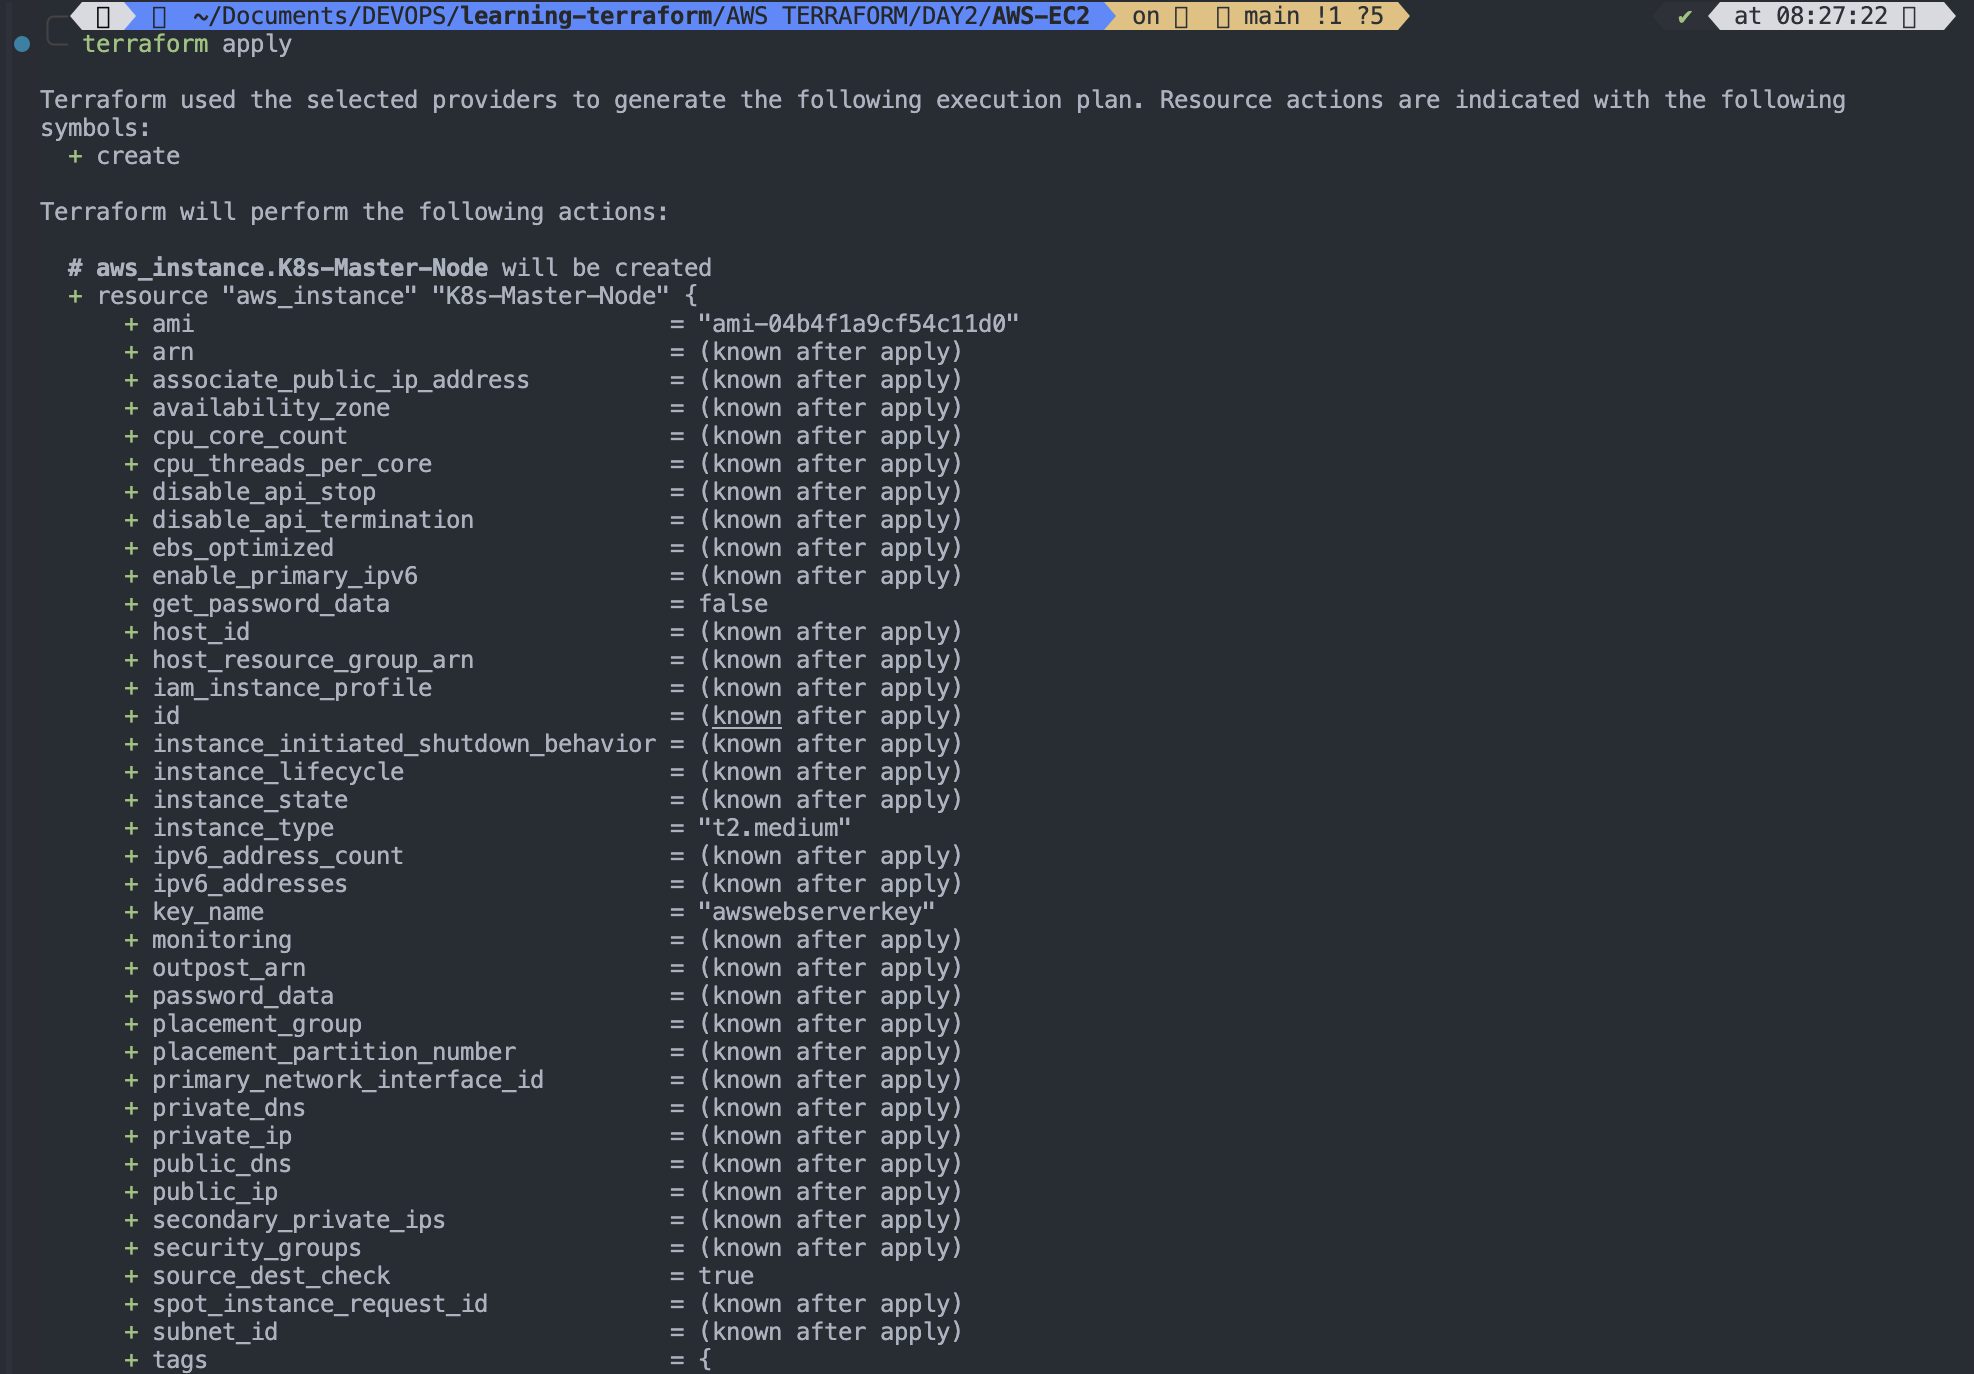 ~/Documents/DEVOPS/learning-terraform/AWS TERRAFORM/DAY2/AWS-EC2 on main !1 ?5 ✔ at 08:27:22
terraform apply
Terraform used the selected providers to generate the following execution plan. Resource actions are indicated with the following
symbols:
+ create
Terraform will perform the following actions:
# aws_instance.K8s-Master-Node will be created
+ resource "aws_instance" "K8s-Master-Node" {
+ ami = "ami-04b4f1a9cf54c11d0"
+ arn = (known after apply)
+ associate_public_ip_address = (known after apply)
+ availability_zone = (known after apply)
+ cpu_core_count = (known after apply)
+ cpu_threads_per_core = (known after apply)
+ disable_api_stop = (known after apply)
+ disable_api_termination = (known after apply)
+ ebs_optimized = (known after apply)
+ enable_primary_ipv6 = (known after apply)
+ get_password_data = false
+ host_id = (known after apply)
+ host_resource_group_arn = (known after apply)
+ iam_instance_profile = (known after apply)
+ id = (known after apply)
+ instance_initiated_shutdown_behavior = (known after apply)
+ instance_lifecycle = (known after apply)
+ instance_state = (known after apply)
+ instance_type = "t2.medium"
+ ipv6_address_count = (known after apply)
+ ipv6_addresses = (known after apply)
+ key_name = "awswebserverkey"
+ monitoring = (known after apply)
+ outpost_arn = (known after apply)
+ password_data = (known after apply)
+ placement_group = (known after apply)
+ placement_partition_number = (known after apply)
+ primary_network_interface_id = (known after apply)
+ private_dns = (known after apply)
+ private_ip = (known after apply)
+ public_dns = (known after apply)
+ public_ip = (known after apply)
+ secondary_private_ips = (known after apply)
+ security_groups = (known after apply)
+ source_dest_check = true
+ spot_instance_request_id = (known after apply)
+ subnet_id = (known after apply)
+ tags = {